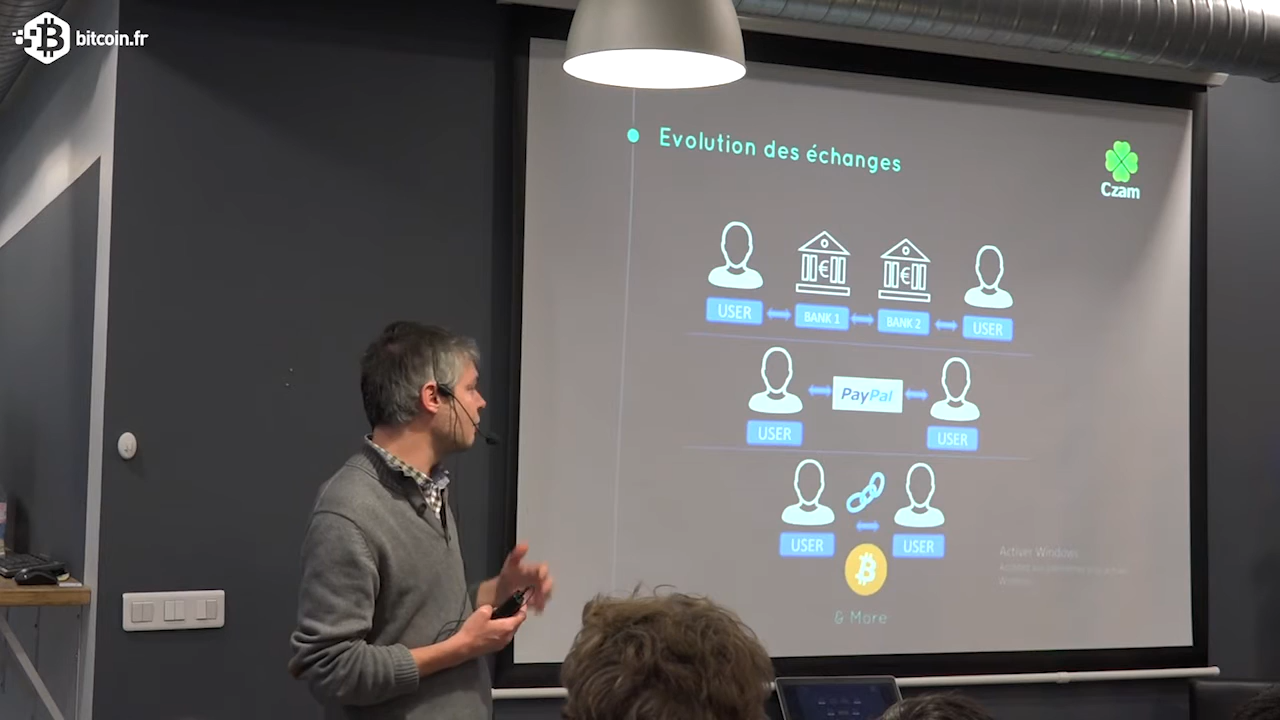 bitcoin.fr
Evolution des échanges
Czam
USER
BANK 1
BANK 2
USER
PayPal
USER
USER
USER
USER
& More
Activer Windows